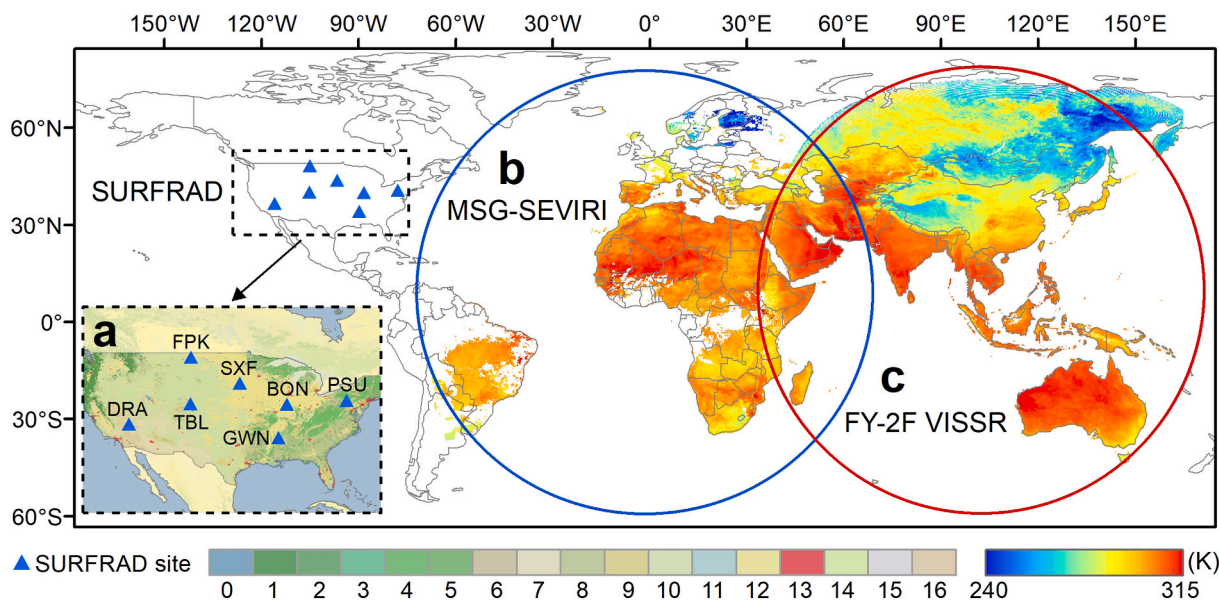 150°W 120°W 90°W 60°W 30°W 0° 30°E 60°E 90°E 120°E 150°E
60°N
30°N
0°
30°S
60°S
SURFRAD
b
MSG-SEVIRI
c
FY-2F VISSR
a
FPK
SXF
BON
PSU
DRA
TBL
GWN
SURFRAD site
0 1 2 3 4 5 6 7 8 9 10 11 12 13 14 15 16
240 315 (K)